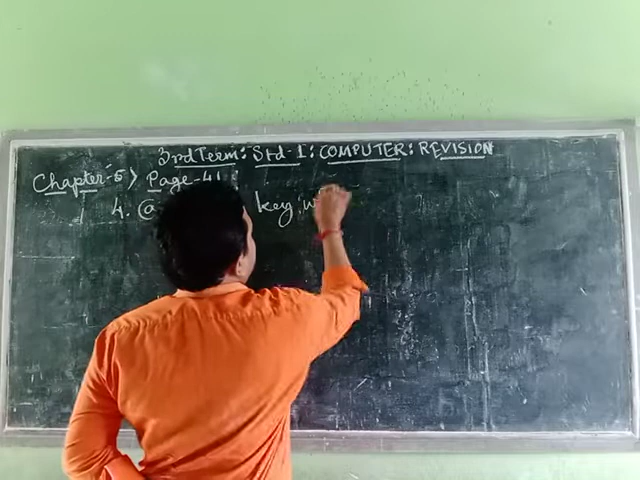 3rd Term: Std-1: COMPUTER: REVISION
Chapter-5> Page-41:
4. @ key w